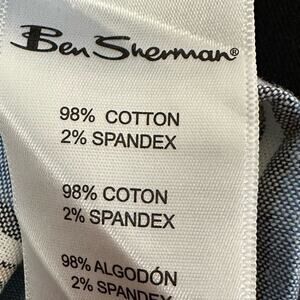 Ben Sherman®
98% COTTON
2% SPANDEX
98% COTON
2% SPANDEX
98% ALGODÓN
2% SPANDEX